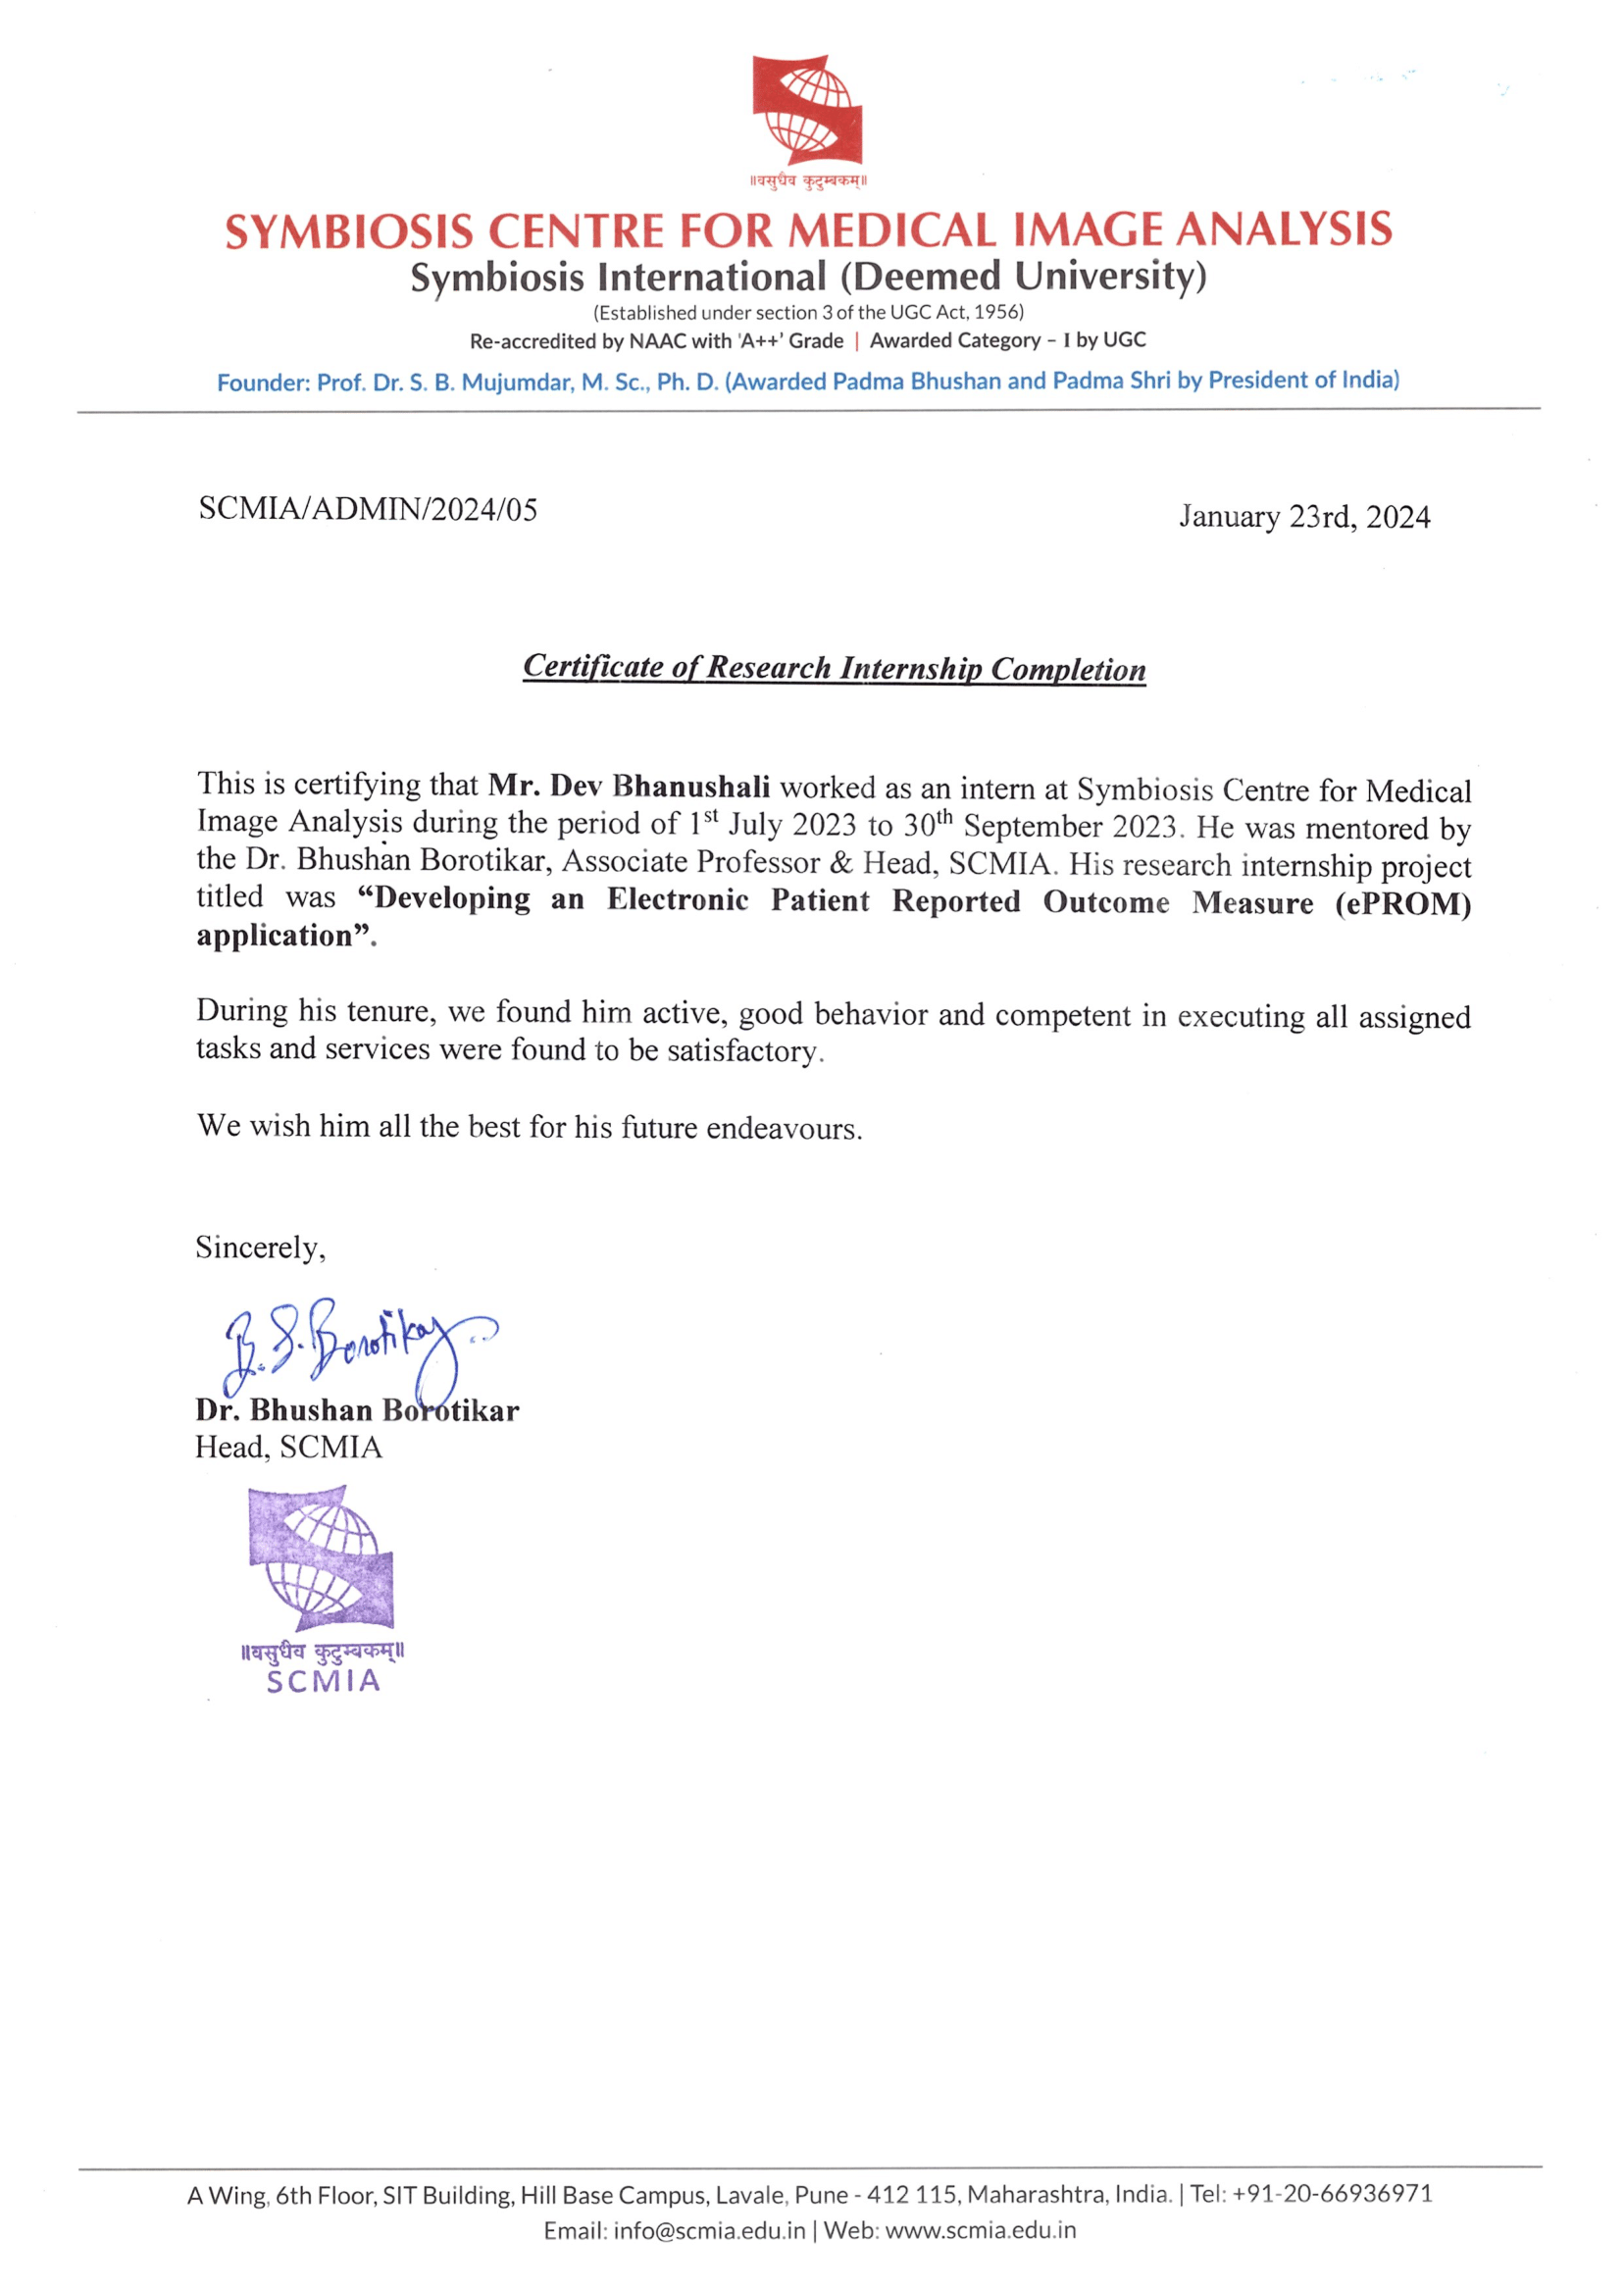 ॥वसुधैव कुटुम्बकम्॥
SYMBIOSIS CENTRE FOR MEDICAL IMAGE ANALYSIS
Symbiosis International (Deemed University)
(Established under section 3 of the UGC Act, 1956)
Re-accredited by NAAC with 'A++' Grade | Awarded Category – I by UGC
Founder: Prof. Dr. S. B. Mujumdar, M. Sc., Ph. D. (Awarded Padma Bhushan and Padma Shri by President of India)
SCMIA/ADMIN/2024/05
January 23rd, 2024
Certificate of Research Internship Completion
This is certifying that Mr. Dev Bhanushali worked as an intern at Symbiosis Centre for Medical
Image Analysis during the period of 1st July 2023 to 30th September 2023. He was mentored by
the Dr. Bhushan Borotikar, Associate Professor & Head, SCMIA. His research internship project
titled was “Developing an Electronic Patient Reported Outcome Measure (ePROM)
application”.
During his tenure, we found him active, good behavior and competent in executing all assigned
tasks and services were found to be satisfactory.
We wish him all the best for his future endeavours.
Sincerely,
B. S. Borotikar
Dr. Bhushan Borotikar
Head, SCMIA
॥वसुधैव कुटुम्बकम्॥
SCMIA
A Wing, 6th Floor, SIT Building, Hill Base Campus, Lavale, Pune - 412 115, Maharashtra, India. | Tel: +91-20-66936971
Email: info@scmia.edu.in | Web: www.scmia.edu.in